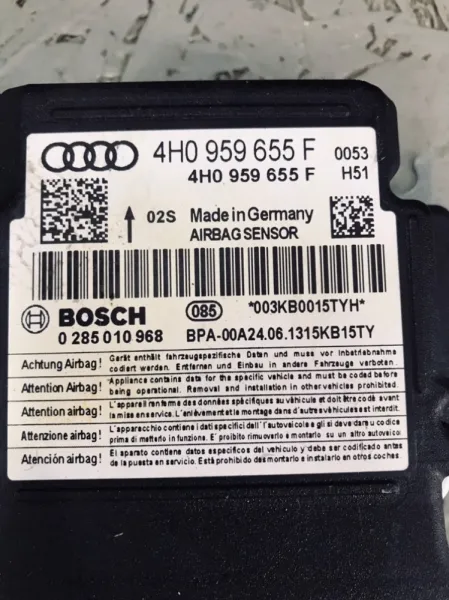 4H0 959 655 F 0053
4H0 959 655 F H51
02S Made in Germany
AIRBAG SENSOR
BOSCH 085 *003KB0015TYH*
0 285 010 968 BPA-00A24.06.1315KB15TY
Achtung Airbag! Gerät enthält fahrzeugspezifische Daten und muss vor Inbetriebnahme
codiert werden. Entfernen und Einbau in andere Fahrzeuge verboten.
Attention Airbag! Appliance contains data for the specific vehicle and must be coded before
being operational. Removal and installation in other vehicles prohibited.
Attention airbag! L'appareil renferme des données spécifiques au véhicule et doit être codé avant
la mise en service. L'enlèvement et le montage dans d'autres véhicules est interdit.
Attenzione airbag! L'apparecchio contiene i dati specifici dall'autoveicolo e gli si deve dar u codice
prima di metterlo in funzione. E' proibito rimuoverlo e montarlo su un altro autoveicol
Atención airbag! El aparato contiene datos específicos del vehículo y debe ser codificado antes
de la puesta en servicio. Está prohibido desmontarlo e instalarlo en otros coches